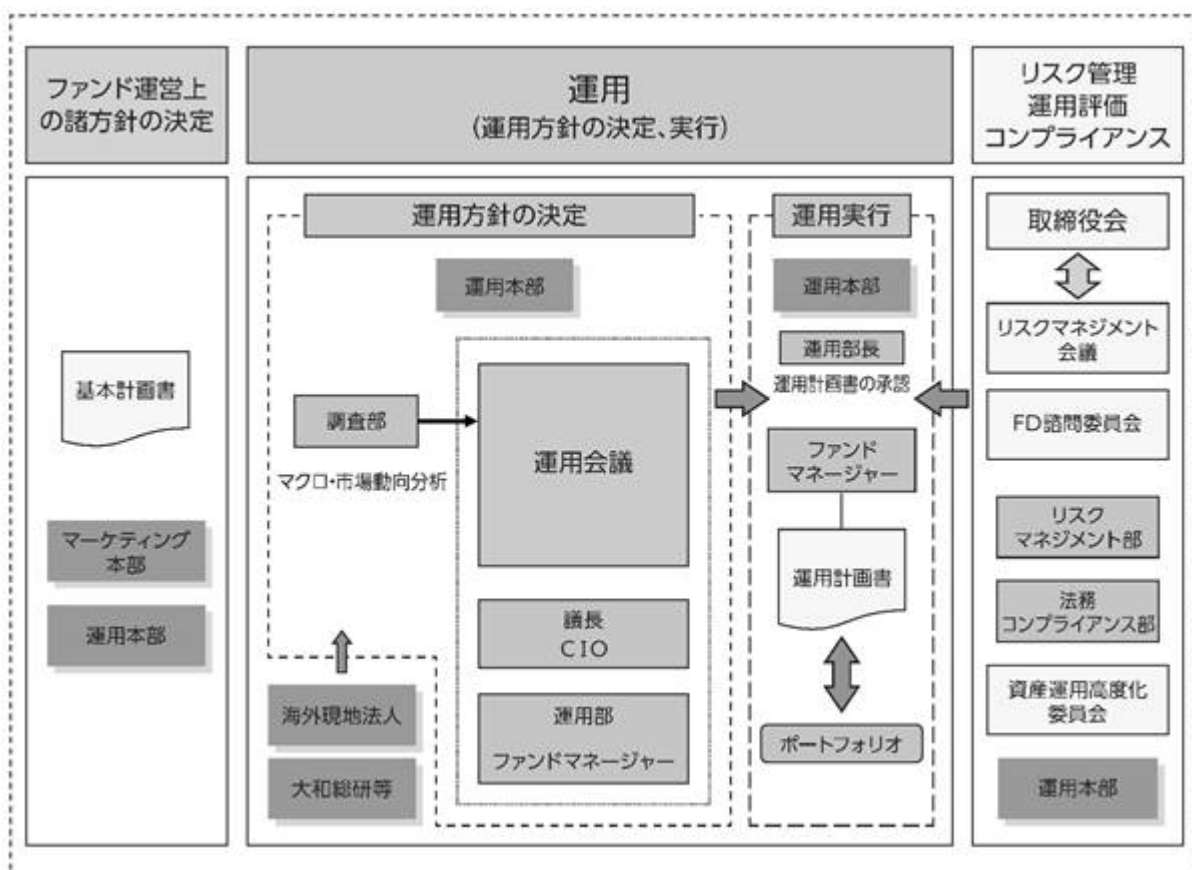 ファンド運営上
の諸方針の決定
運用
(運用方針の決定、実行)
リスク管理
運用評価
コンプライアンス
基本計画書
マーケティング
本部
運用本部
運用方針の決定
運用本部
調査部
マクロ・市場動向分析
運用会議
議長
CIO
運用部
ファンドマネージャー
海外現地法人
大和総研等
運用実行
運用本部
運用部長
運用計画書の承認
ファンド
マネージャー
運用計画書
ポートフォリオ
取締役会
リスクマネジメント
会議
FD諮問委員会
リスク
マネジメント部
法務
コンプライアンス部
資産運用高度化
委員会
運用本部